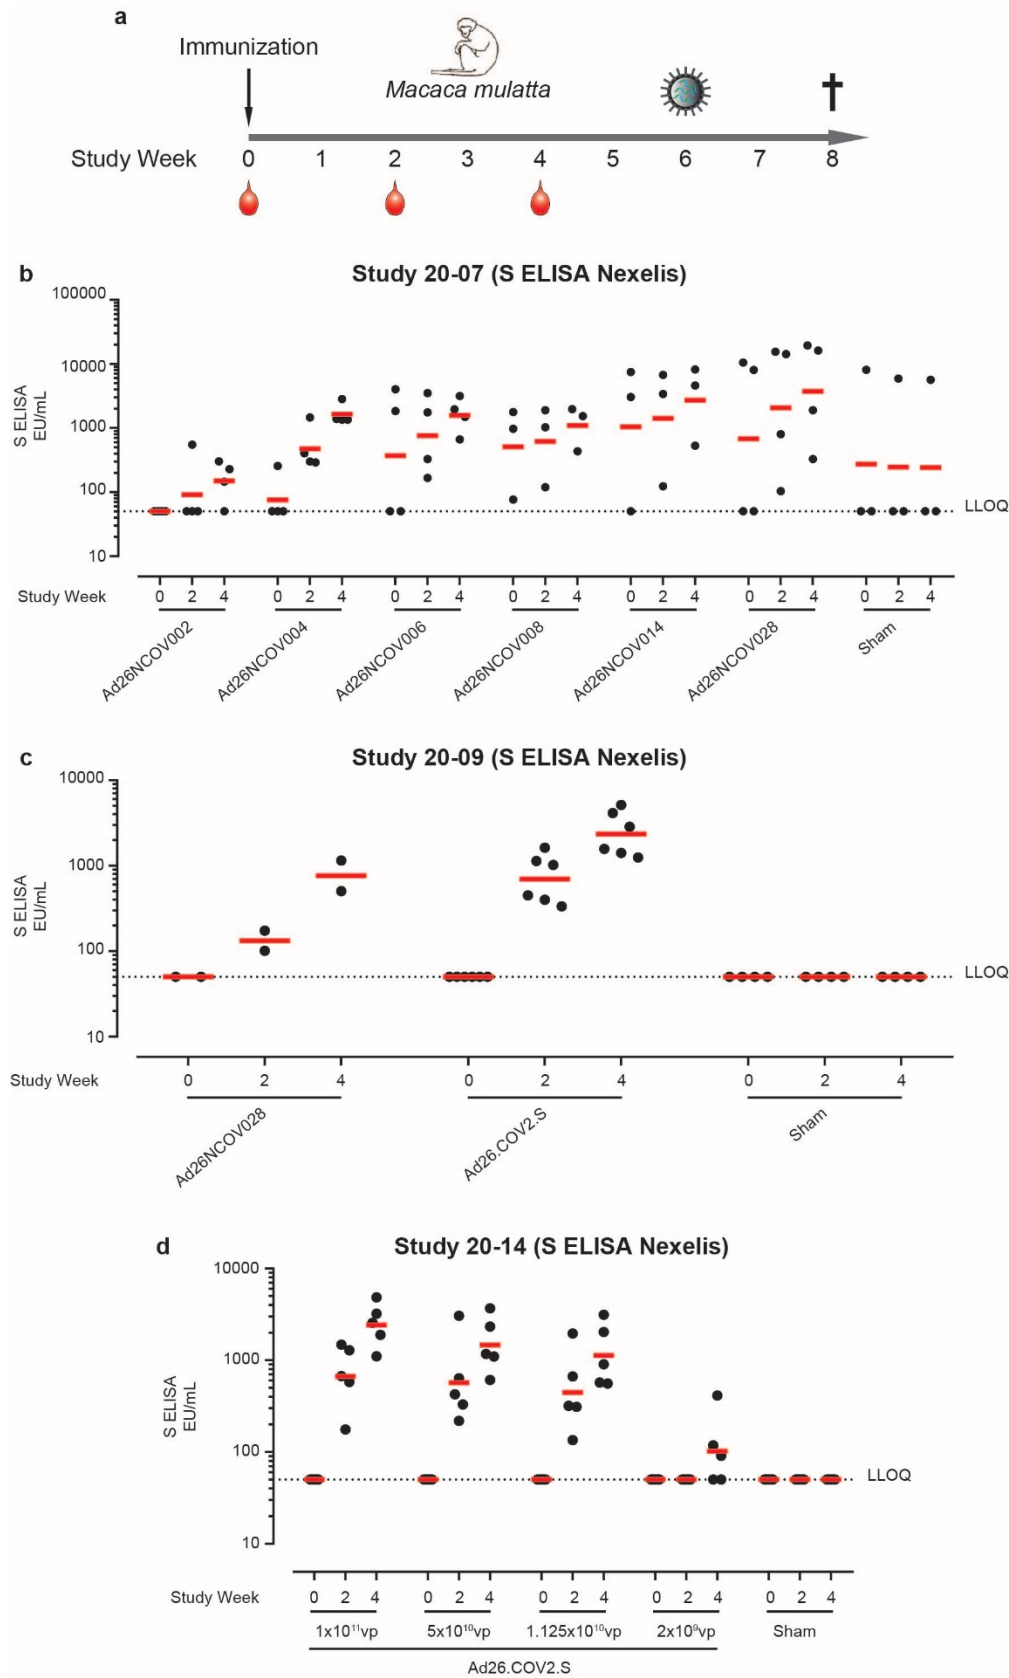 a
Immunization
Macaca mulatta
Study Week 0 1 2 3 4 5 6 7 8
b
Study 20-07 (S ELISA Nexelis)
S ELISA
EU/mL
100000
10000
1000
100
10
LLOQ
Study Week 0 2 4 0 2 4 0 2 4 0 2 4 0 2 4 0 2 4 0 2 4
Ad26NCOV002 Ad26NCOV004 Ad26NCOV006 Ad26NCOV008 Ad26NCOV014 Ad26NCOV028 Sham
c
Study 20-09 (S ELISA Nexelis)
S ELISA
EU/mL
10000
1000
100
10
LLOQ
Study Week 0 2 4 0 2 4 0 2 4
Ad26NCOV028 Ad26.COV2.S Sham
d
Study 20-14 (S ELISA Nexelis)
S ELISA
EU/mL
10000
1000
100
10
LLOQ
Study Week 0 2 4 0 2 4 0 2 4 0 2 4 0 2 4
1x10¹¹vp 5x10¹⁰vp 1.125x10¹⁰vp 2x10⁹vp Sham
Ad26.COV2.S